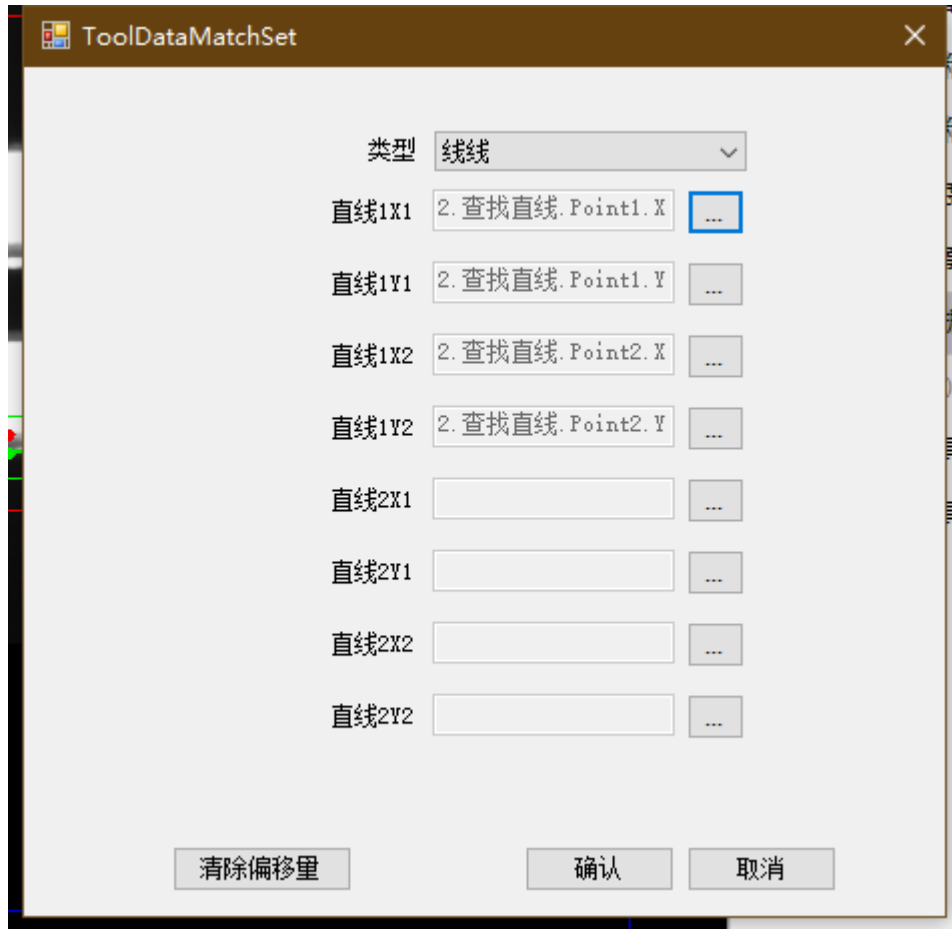 ToolDataMatchSet
类型 线线
直线1X1 2.查找直线.Point1.X ...
直线1Y1 2.查找直线.Point1.Y ...
直线1X2 2.查找直线.Point2.X ...
直线1Y2 2.查找直线.Point2.Y ...
直线2X1 ...
直线2Y1 ...
直线2X2 ...
直线2Y2 ...
清除偏移量 确认 取消